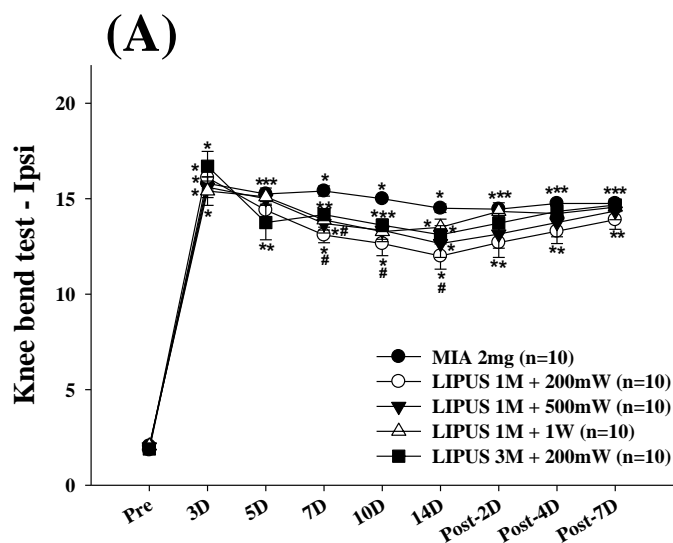 (A)
Knee bend test - Ipsi
20
15
10
5
0
*
*
*
*
*
***
**
*
**
*#
*
#
*
***
*
#
*
*
*
*
*
#
***
**
***
**
***
**
MIA 2mg (n=10)
LIPUS 1M + 200mW (n=10)
LIPUS 1M + 500mW (n=10)
LIPUS 1M + 1W (n=10)
LIPUS 3M + 200mW (n=10)
Pre
3D
5D
7D
10D
14D
Post-2D
Post-4D
Post-7D